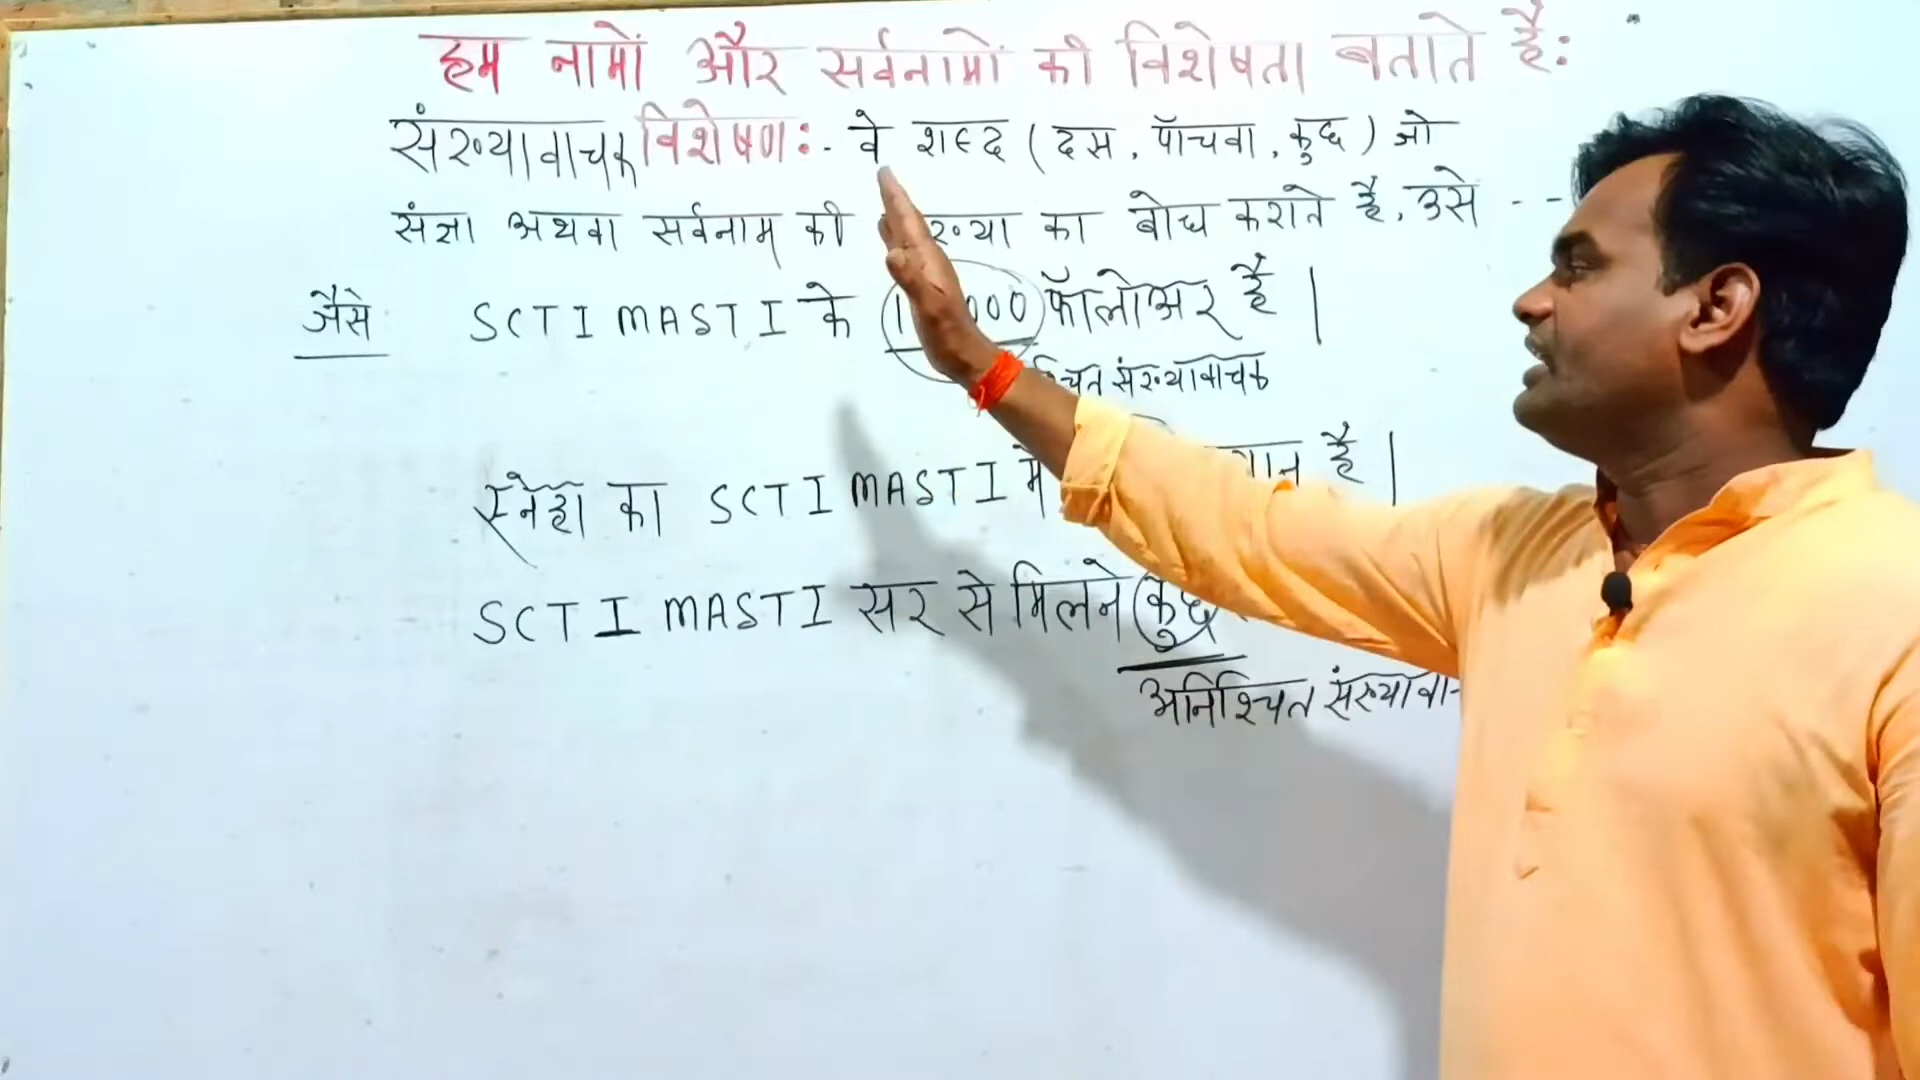 हम नामों और सर्वनामों की विशेषता बताते हैं:
संख्यावाचक विशेषण:- वे शब्द (दस, पाँचवा, कुछ) जो
संज्ञा अथवा सर्वनाम की का बोध कराते हैं, उसे - -
जैसे SCTI MASTI के फॉलोअर हैं |
संख्यावाचक
स्नेहा का SCTI MASTI में है |
SCTI MASTI सर से मिलने कुछ
अनिश्चित